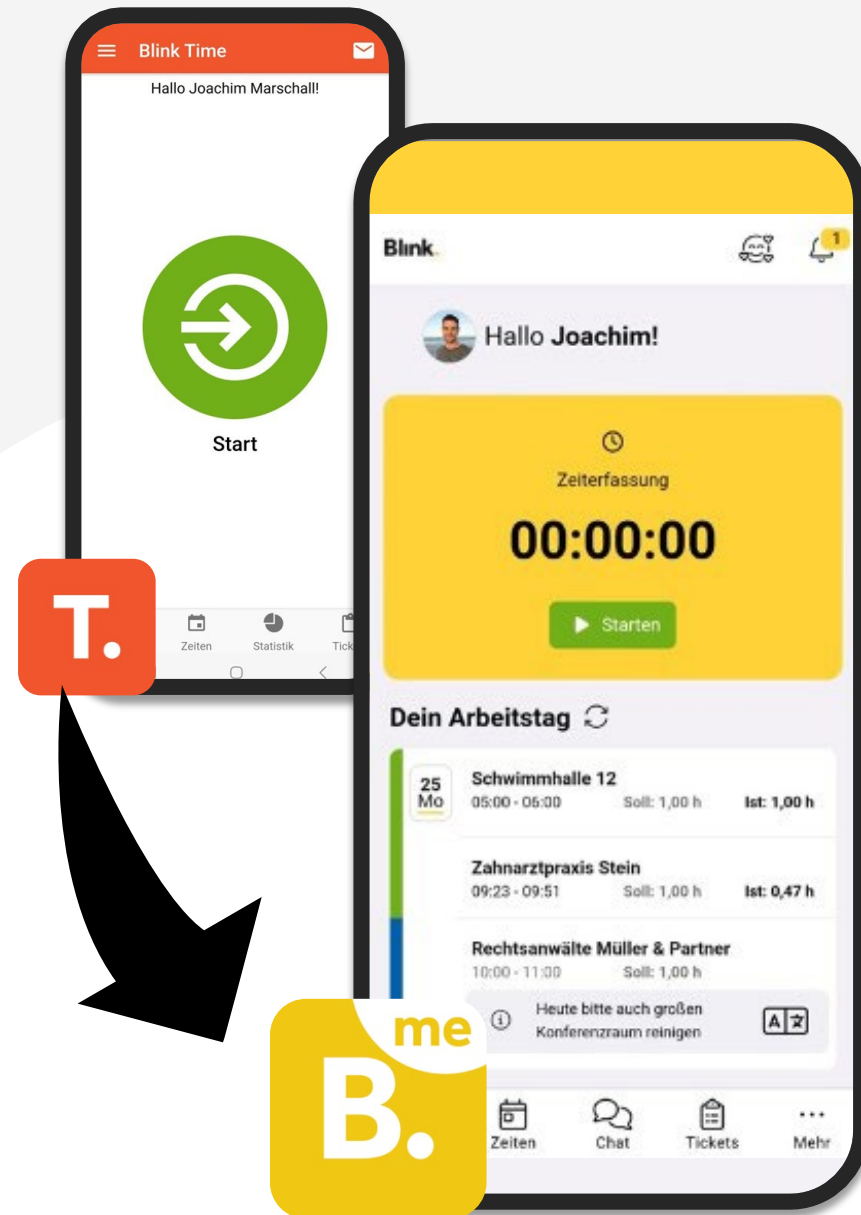 Blink Time
Hallo Joachim Marschall!
Start
Zeiten
Statistik
T.
Blink.
1
Hallo Joachim!
Zeiterfassung
00:00:00
Starten
Dein Arbeitstag
25
Mo
Schwimmhalle 12
05:00 - 06:00 Soll: 1,00 h Ist: 1,00 h
Zahnarztpraxis Stein
09:23 - 09:51 Soll: 1,00 h Ist: 0,47 h
Rechtsanwälte Müller & Partner
10:00 - 11:00 Soll: 1,00 h
Heute bitte auch großen
Konferenzraum reinigen
A 文
me
B.
Zeiten
Chat
Tickets
Mehr